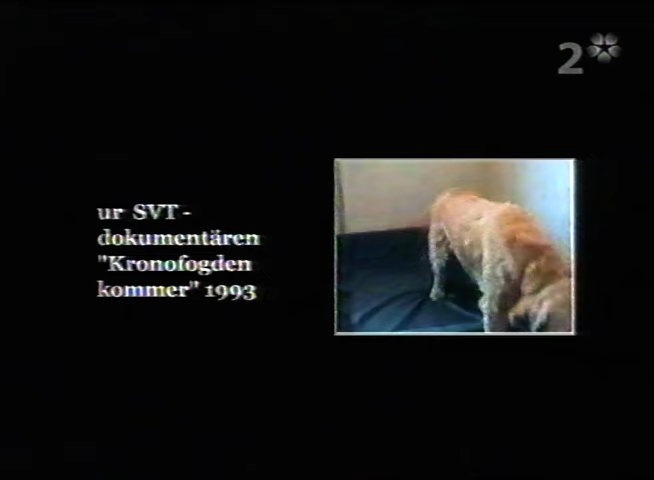 2
ur SVT -
dokumentären
"Kronofogden
kommer" 1993